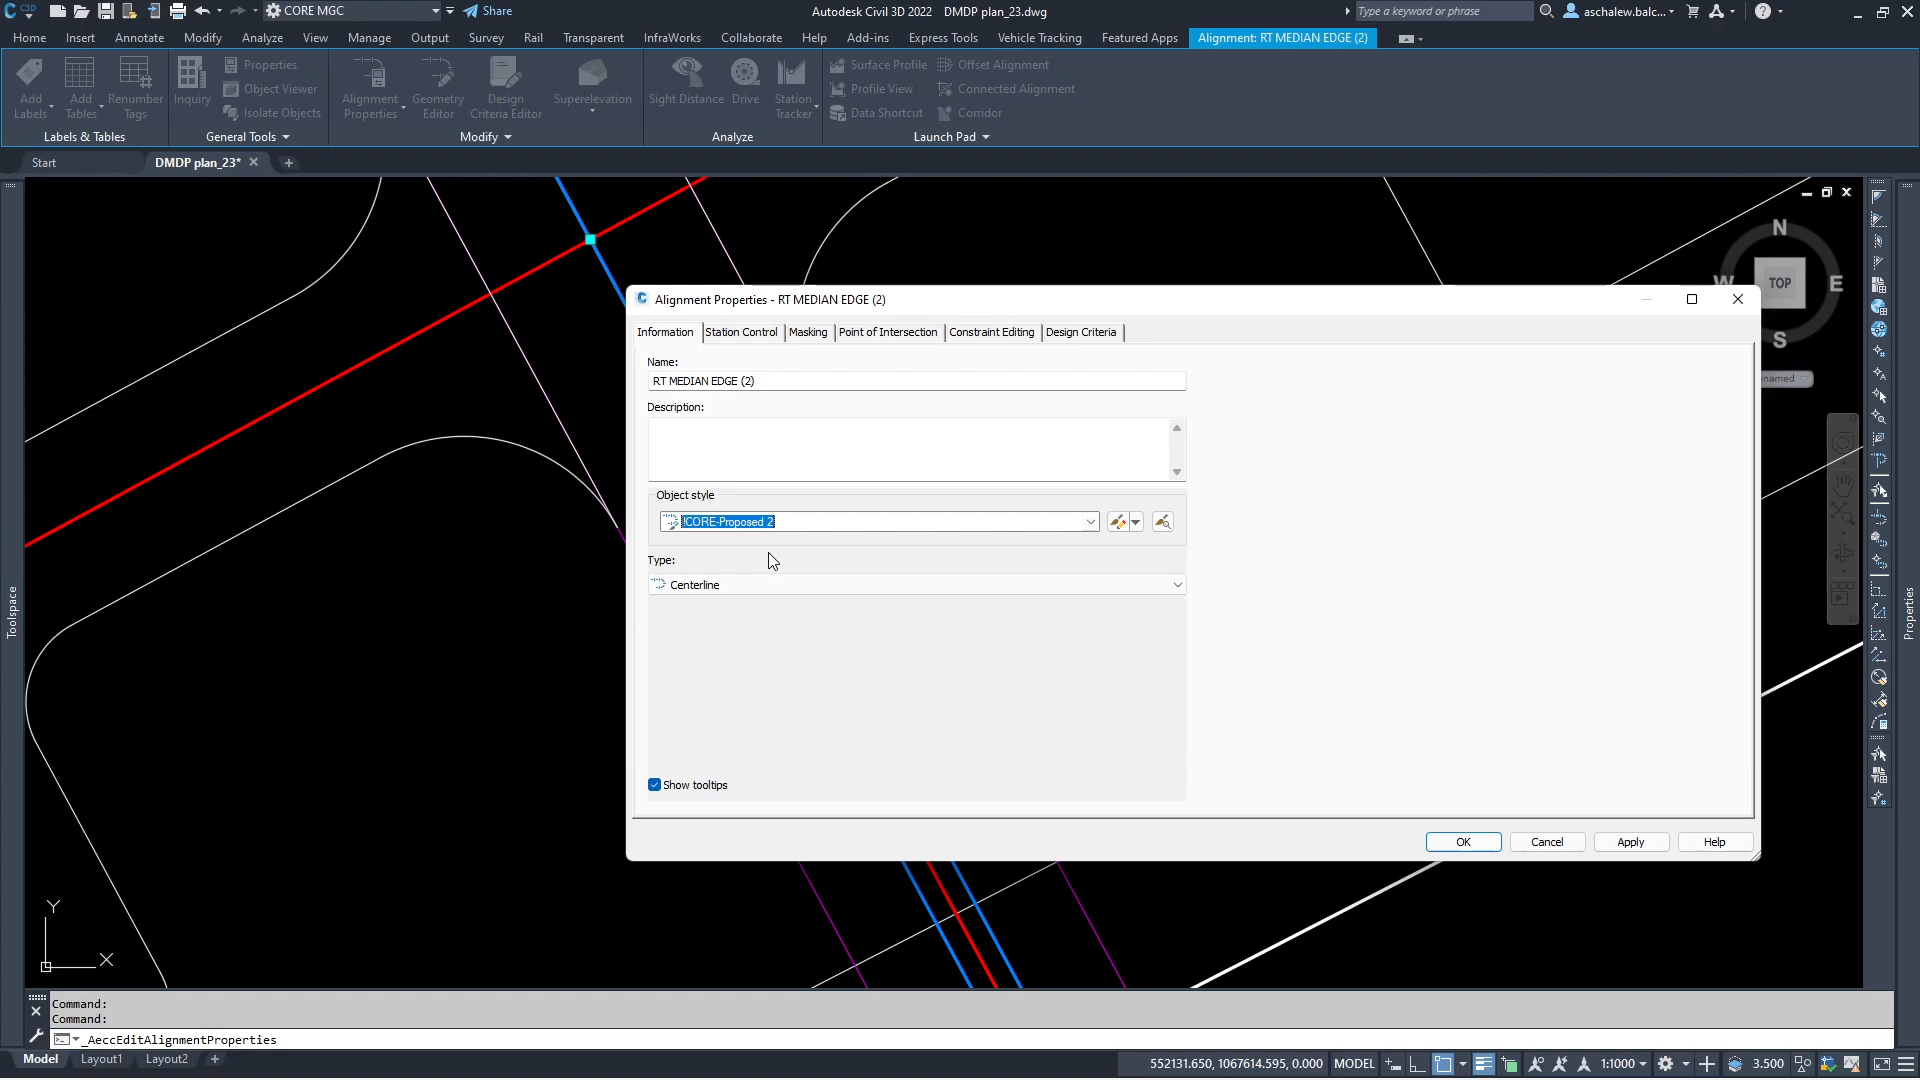 C3D
CORE MGC
Share
Autodesk Civil 3D 2022 DMDP plan_23.dwg
Type a keyword or phrase
aschalew.balc...
Home Insert Annotate Modify Analyze View Manage Output Survey Rail Transparent InfraWorks Collaborate Help Add-ins Express Tools Vehicle Tracking Featured Apps Alignment: RT MEDIAN EDGE (2)
Add Labels
Add Tables
Renumber Tags
Labels & Tables
Inquiry
Properties
Object Viewer
Isolate Objects
General Tools
Alignment Properties
Geometry Editor
Design Criteria Editor
Superelevation
Modify
Sight Distance
Drive
Station Tracker
Analyze
Surface Profile
Profile View
Data Shortcut
Offset Alignment
Connected Alignment
Corridor
Launch Pad
Start
DMDP plan_23*
N
W
TOP
E
S
named
Toolspace
Properties
Alignment Properties - RT MEDIAN EDGE (2)
Information Station Control Masking Point of Intersection Constraint Editing Design Criteria
Name:
RT MEDIAN EDGE (2)
Description:
Object style
!CORE-Proposed 2
Type:
Centerline
Show tooltips
OK Cancel Apply Help
Y
X
Command:
Command:
_AeccEditAlignmentProperties
Model Layout1 Layout2
552131.650, 1067614.595, 0.000 MODEL 1:1000 3.500